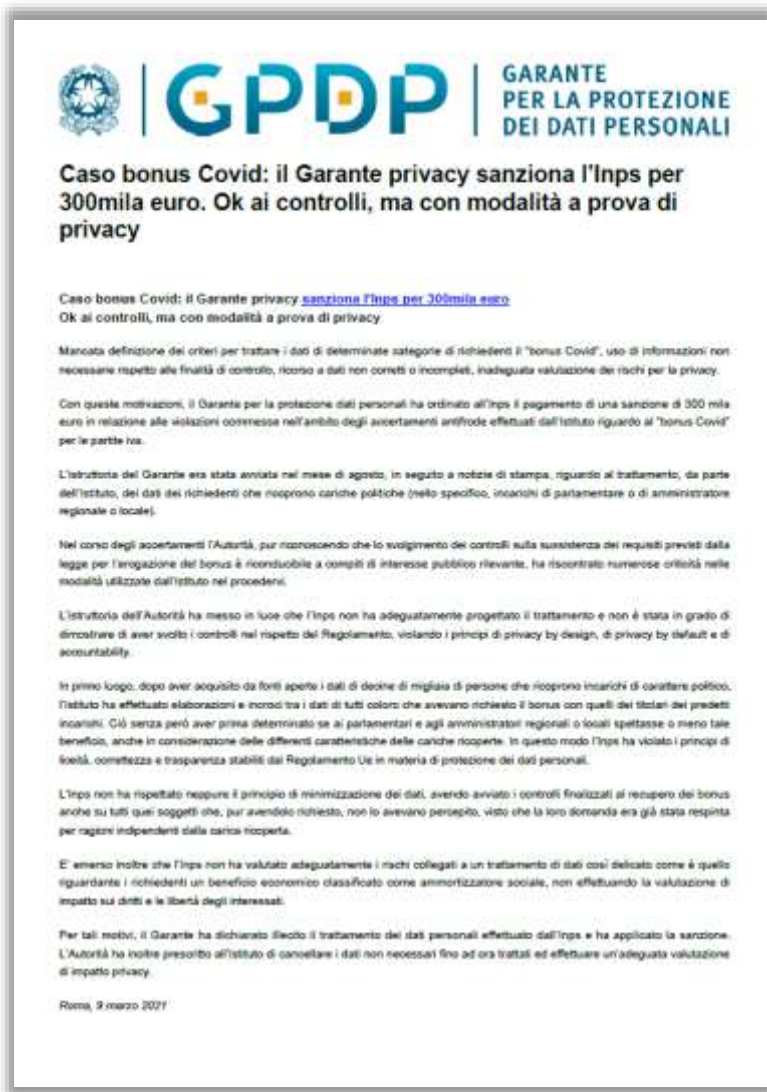 GPDP
GARANTE
PER LA PROTEZIONE
DEI DATI PERSONALI
Caso bonus Covid: il Garante privacy sanziona l'Inps per
300mila euro. Ok ai controlli, ma con modalità a prova di
privacy
Caso bonus Covid: il Garante privacy sanziona l'Inps per 300mila euro
Ok ai controlli, ma con modalità a prova di privacy
Mancata definizione dei criteri per trattare i dati di determinate categorie di richiedenti il "bonus Covid", uso di informazioni non
necessarie rispetto alle finalità di controllo, ricorso a dati non corretti o incompleti, inadeguata valutazione dei rischi per la privacy.
Con queste motivazioni, il Garante per la protezione dati personali ha ordinato all'Inps il pagamento di una sanzione di 300 mila
euro in relazione alle violazioni commesse nell'ambito degli accertamenti antifrode effettuati dall'Istituto riguardo al "bonus Covid"
per le partite iva.
L'istruttoria del Garante era stata avviata nel mese di agosto, in seguito a notizie di stampa, riguardo al trattamento, da parte
dell'Istituto, dei dati dei richiedenti che ricoprono cariche politiche (nello specifico, incarichi di parlamentare o di amministratore
regionale o locale).
Nel corso degli accertamenti l'Autorità, pur riconoscendo che lo svolgimento dei controlli sulla sussistenza dei requisiti previsti dalla
legge per l'erogazione del bonus è riconducibile a compiti di interesse pubblico rilevante, ha riscontrato numerose criticità nelle
modalità utilizzate dall'Istituto nel procedervi.
L'istruttoria dell'Autorità ha messo in luce che l'Inps non ha adeguatamente progettato il trattamento e non è stata in grado di
dimostrare di aver svolto i controlli nel rispetto del Regolamento, violando i principi di privacy by design, di privacy by default e di
accountability.
In primo luogo, dopo aver acquisito da fonti aperte i dati di decine di migliaia di persone che ricoprono incarichi di carattere politico,
l'Istituto ha effettuato elaborazioni e incroci tra i dati di tutti coloro che avevano richiesto il bonus con quelli dei titolari dei predetti
incarichi. Ciò senza però aver prima determinato se ai parlamentari e agli amministratori regionali o locali spettasse o meno tale
beneficio, anche in considerazione delle differenti caratteristiche delle cariche ricoperte. In questo modo l'Inps ha violato i principi di
liceità, correttezza e trasparenza stabiliti dal Regolamento Ue in materia di protezione dei dati personali.
L'Inps non ha rispettato neppure il principio di minimizzazione dei dati, avendo avviato i controlli finalizzati al recupero dei bonus
anche su tutti quei soggetti che, pur avendolo richiesto, non lo avevano percepito, visto che la loro domanda era già stata respinta
per ragioni indipendenti dalla carica ricoperta.
E' emerso inoltre che l'Inps non ha valutato adeguatamente i rischi collegati a un trattamento di dati così delicato come è quello
riguardante i richiedenti un beneficio economico classificato come ammortizzatore sociale, non effettuando la valutazione di
impatto sui diritti e le libertà degli interessati.
Per tali motivi, il Garante ha dichiarato illecito il trattamento dei dati personali effettuato dall'Inps e ha applicato la sanzione.
L'Autorità ha inoltre prescritto all'Istituto di cancellare i dati non necessari fino ad ora trattati ed effettuare un'adeguata valutazione
di impatto privacy.
Roma, 9 marzo 2021